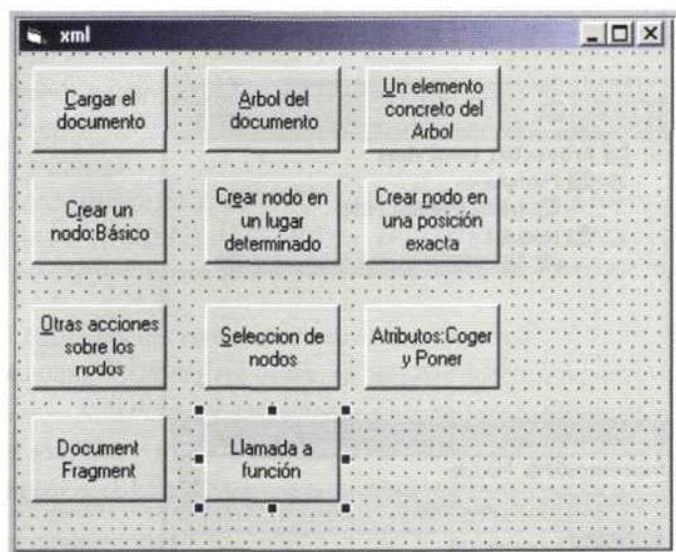 xml
Cargar el
documento
Arbol del
documento
Un elemento
concreto del
Arbol
Crear un
nodo:Básico
Crear nodo en
un lugar
determinado
Crear nodo en
una posición
exacta
Otras acciones
sobre los
nodos
Seleccion de
nodos
Atributos:Coger
y Poner
Document
Fragment
Llamada a
función